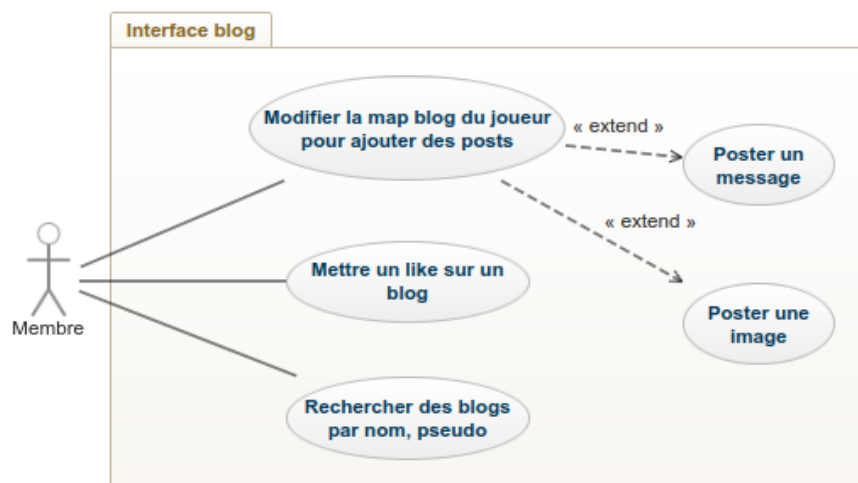 Interface blog
Modifier la map blog du joueur
pour ajouter des posts
« extend »
Poster un
message
« extend »
Mettre un like sur un
blog
Membre
Poster une
image
Rechercher des blogs
par nom, pseudo